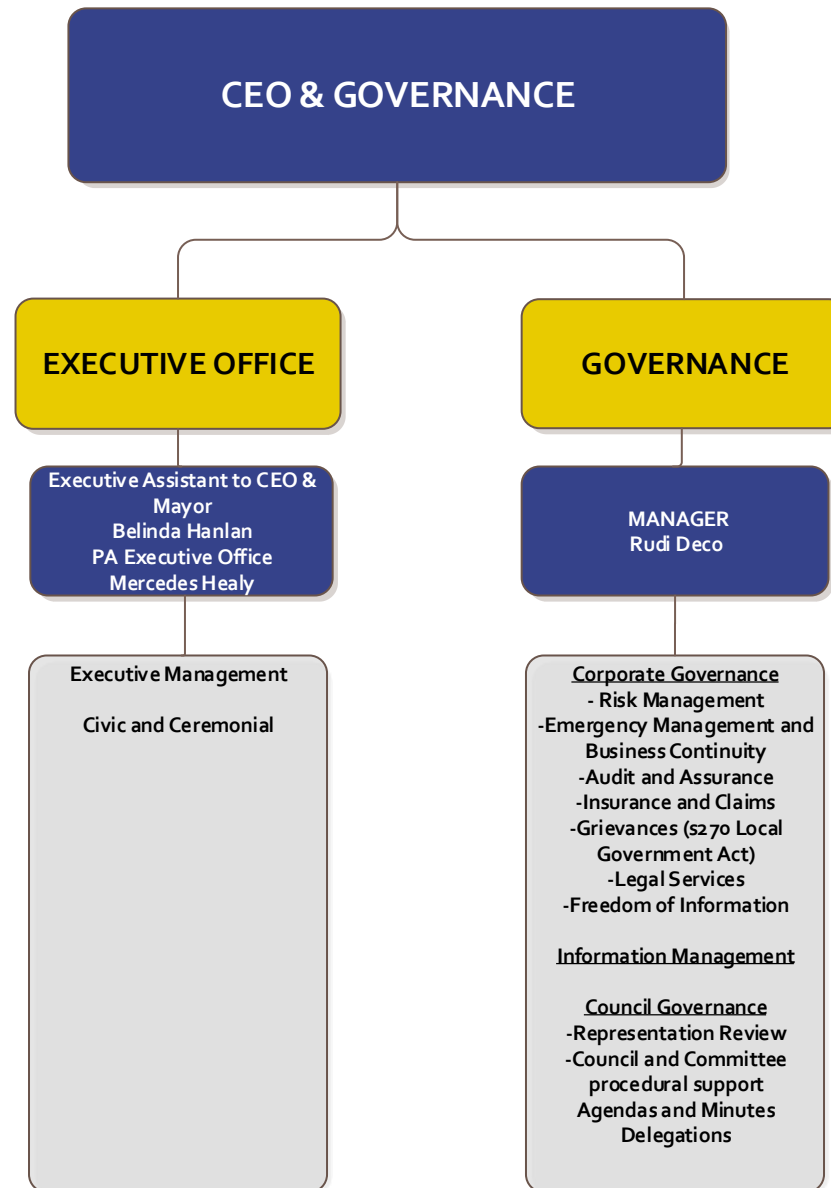 CEO & GOVERNANCE
EXECUTIVE OFFICE
Executive Assistant to CEO &
Mayor
Belinda Hanlan
PA Executive Office
Mercedes Healy
Executive Management
Civic and Ceremonial
GOVERNANCE
MANAGER
Rudi Deco
Corporate Governance
- Risk Management
-Emergency Management and
Business Continuity
-Audit and Assurance
-Insurance and Claims
-Grievances (s270 Local
Government Act)
-Legal Services
-Freedom of Information
Information Management
Council Governance
-Representation Review
-Council and Committee
procedural support
Agendas and Minutes
Delegations